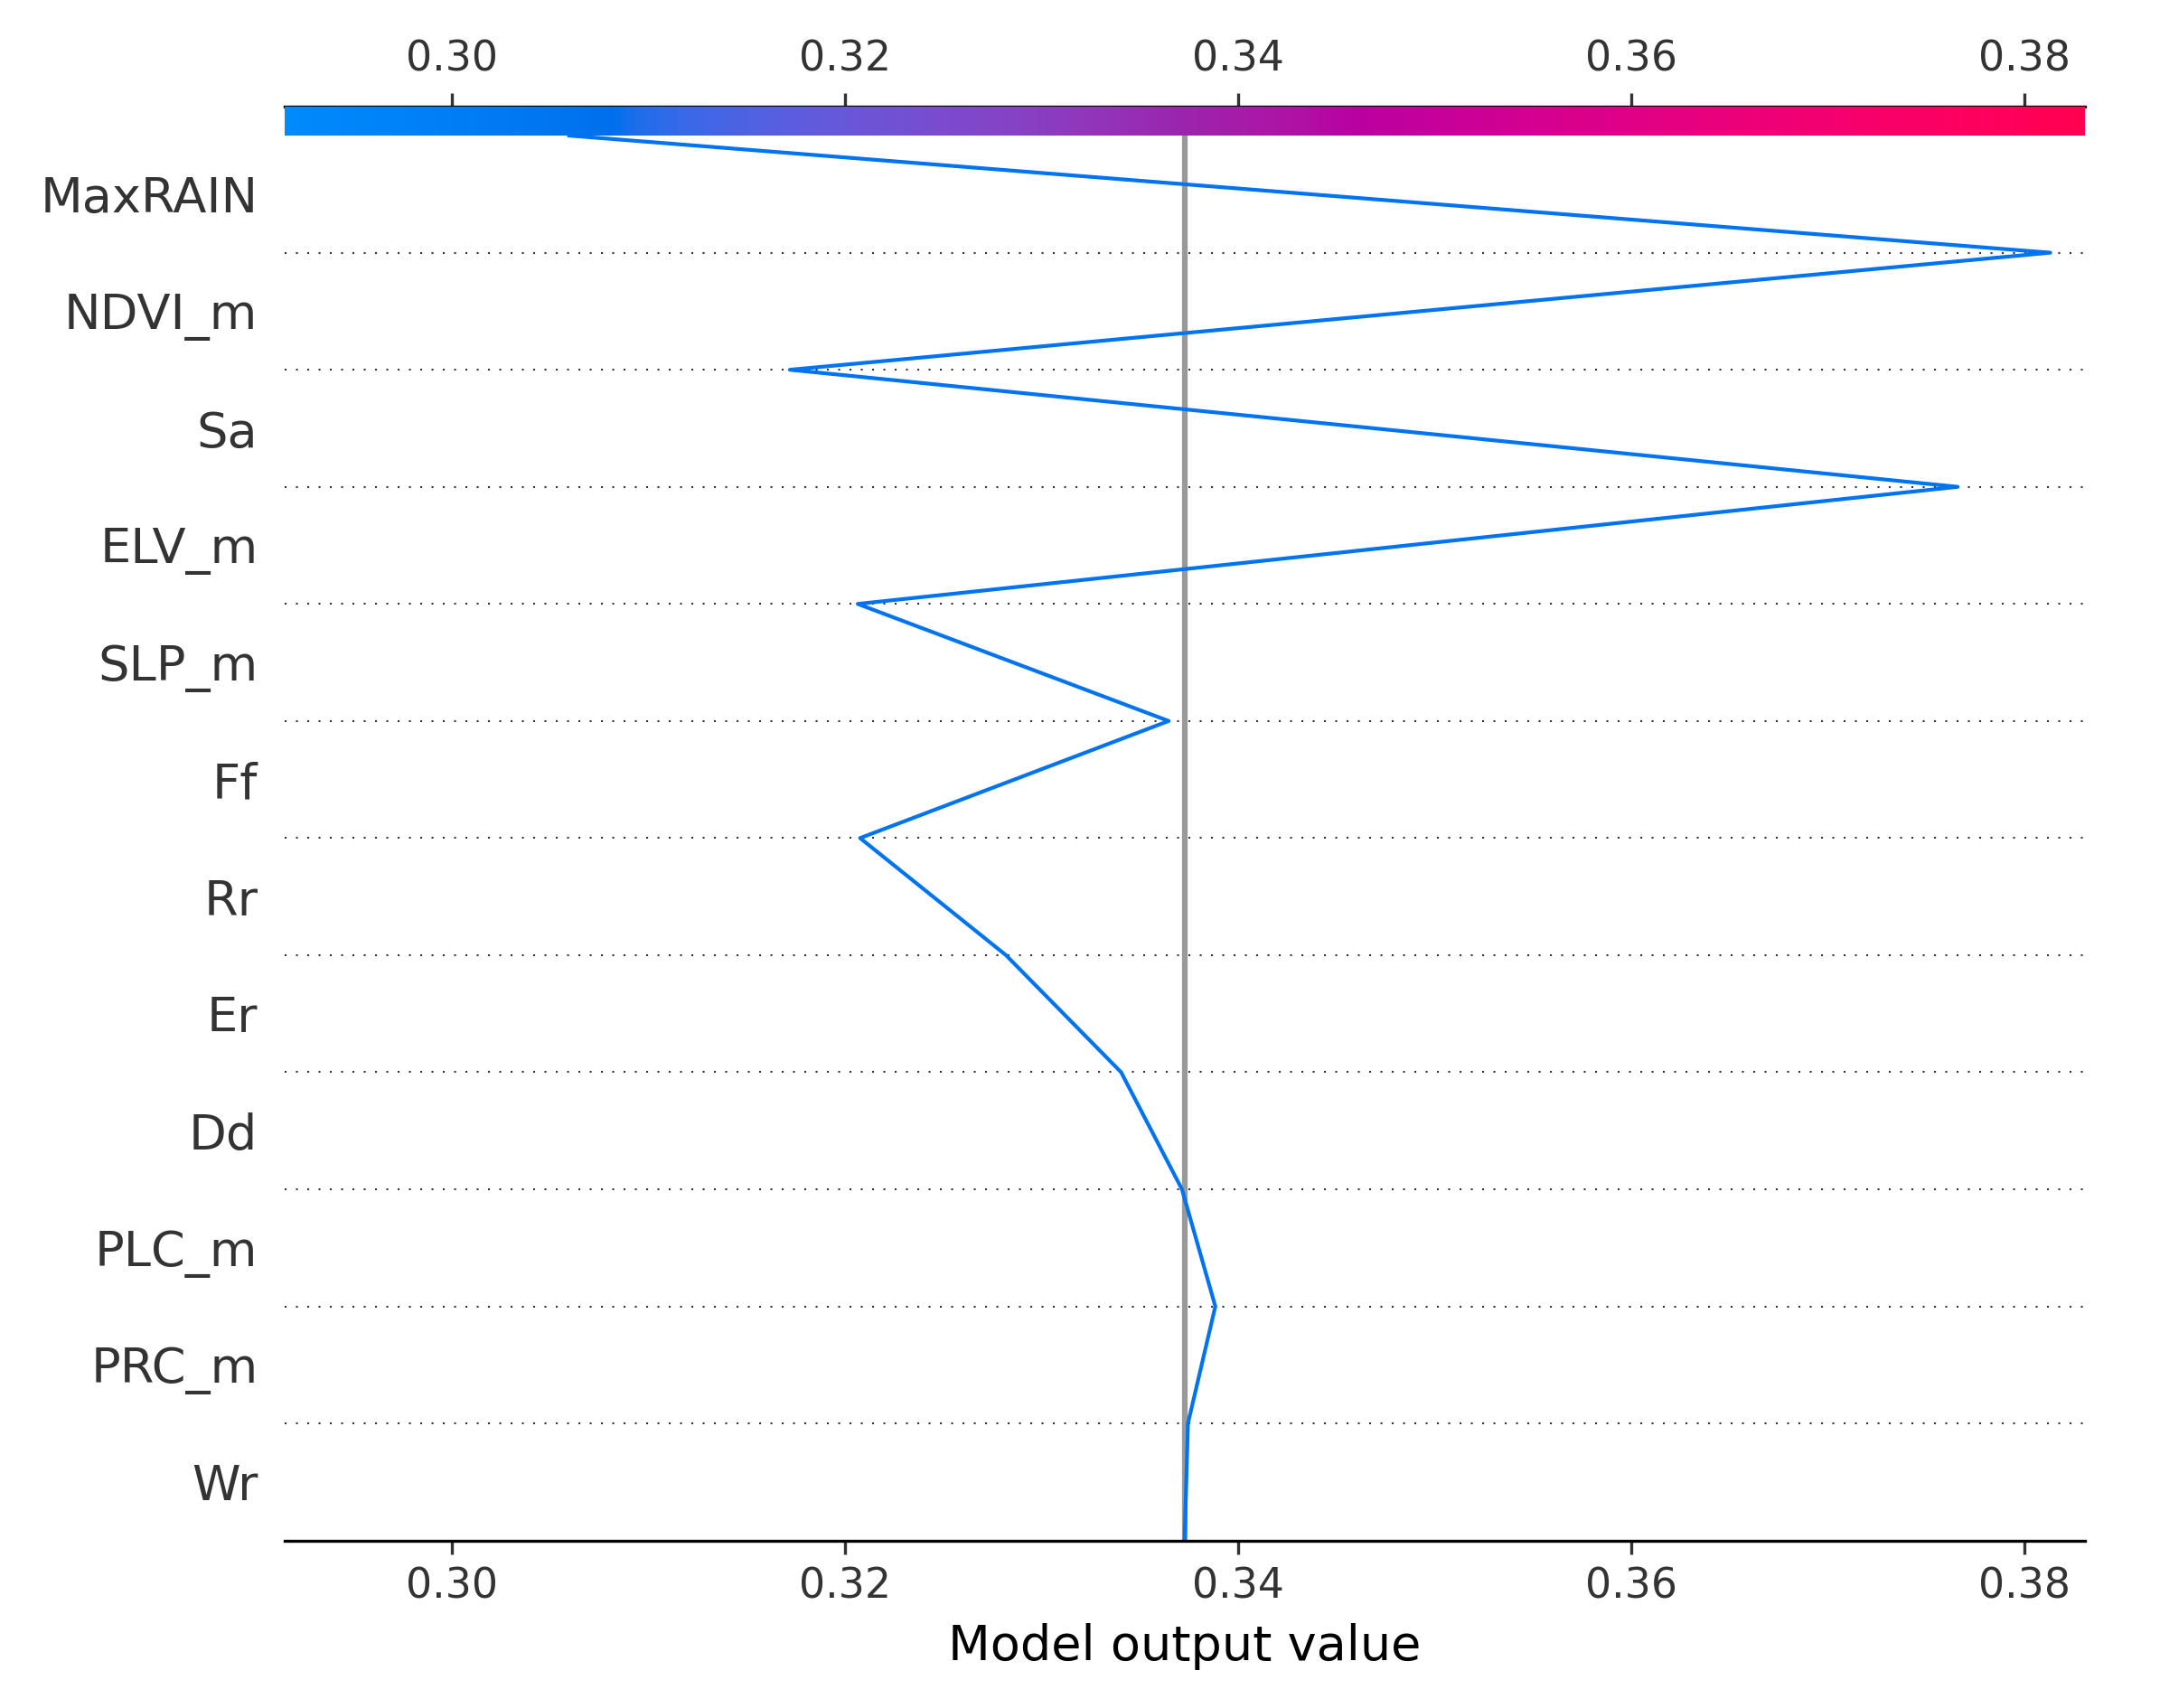 0.30 0.32 0.34 0.36 0.38
MaxRAIN
NDVI_m
Sa
ELV_m
SLP_m
Ff
Rr
Er
Dd
PLC_m
PRC_m
Wr
0.30 0.32 0.34 0.36 0.38
Model output value